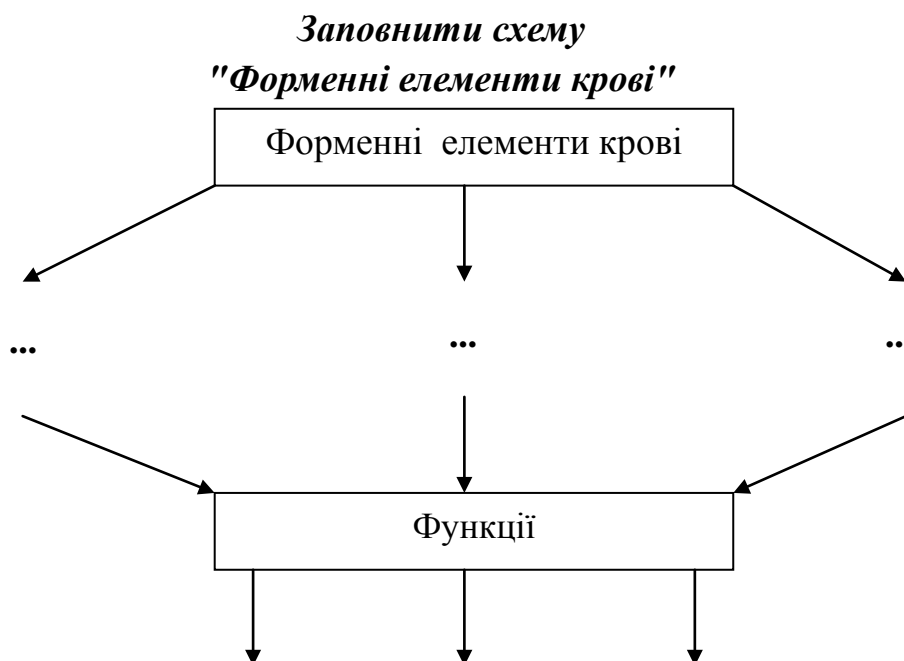 Заповнити схему
"Форменні елементи крові"
Форменні елементи крові
... ... ..
Функції